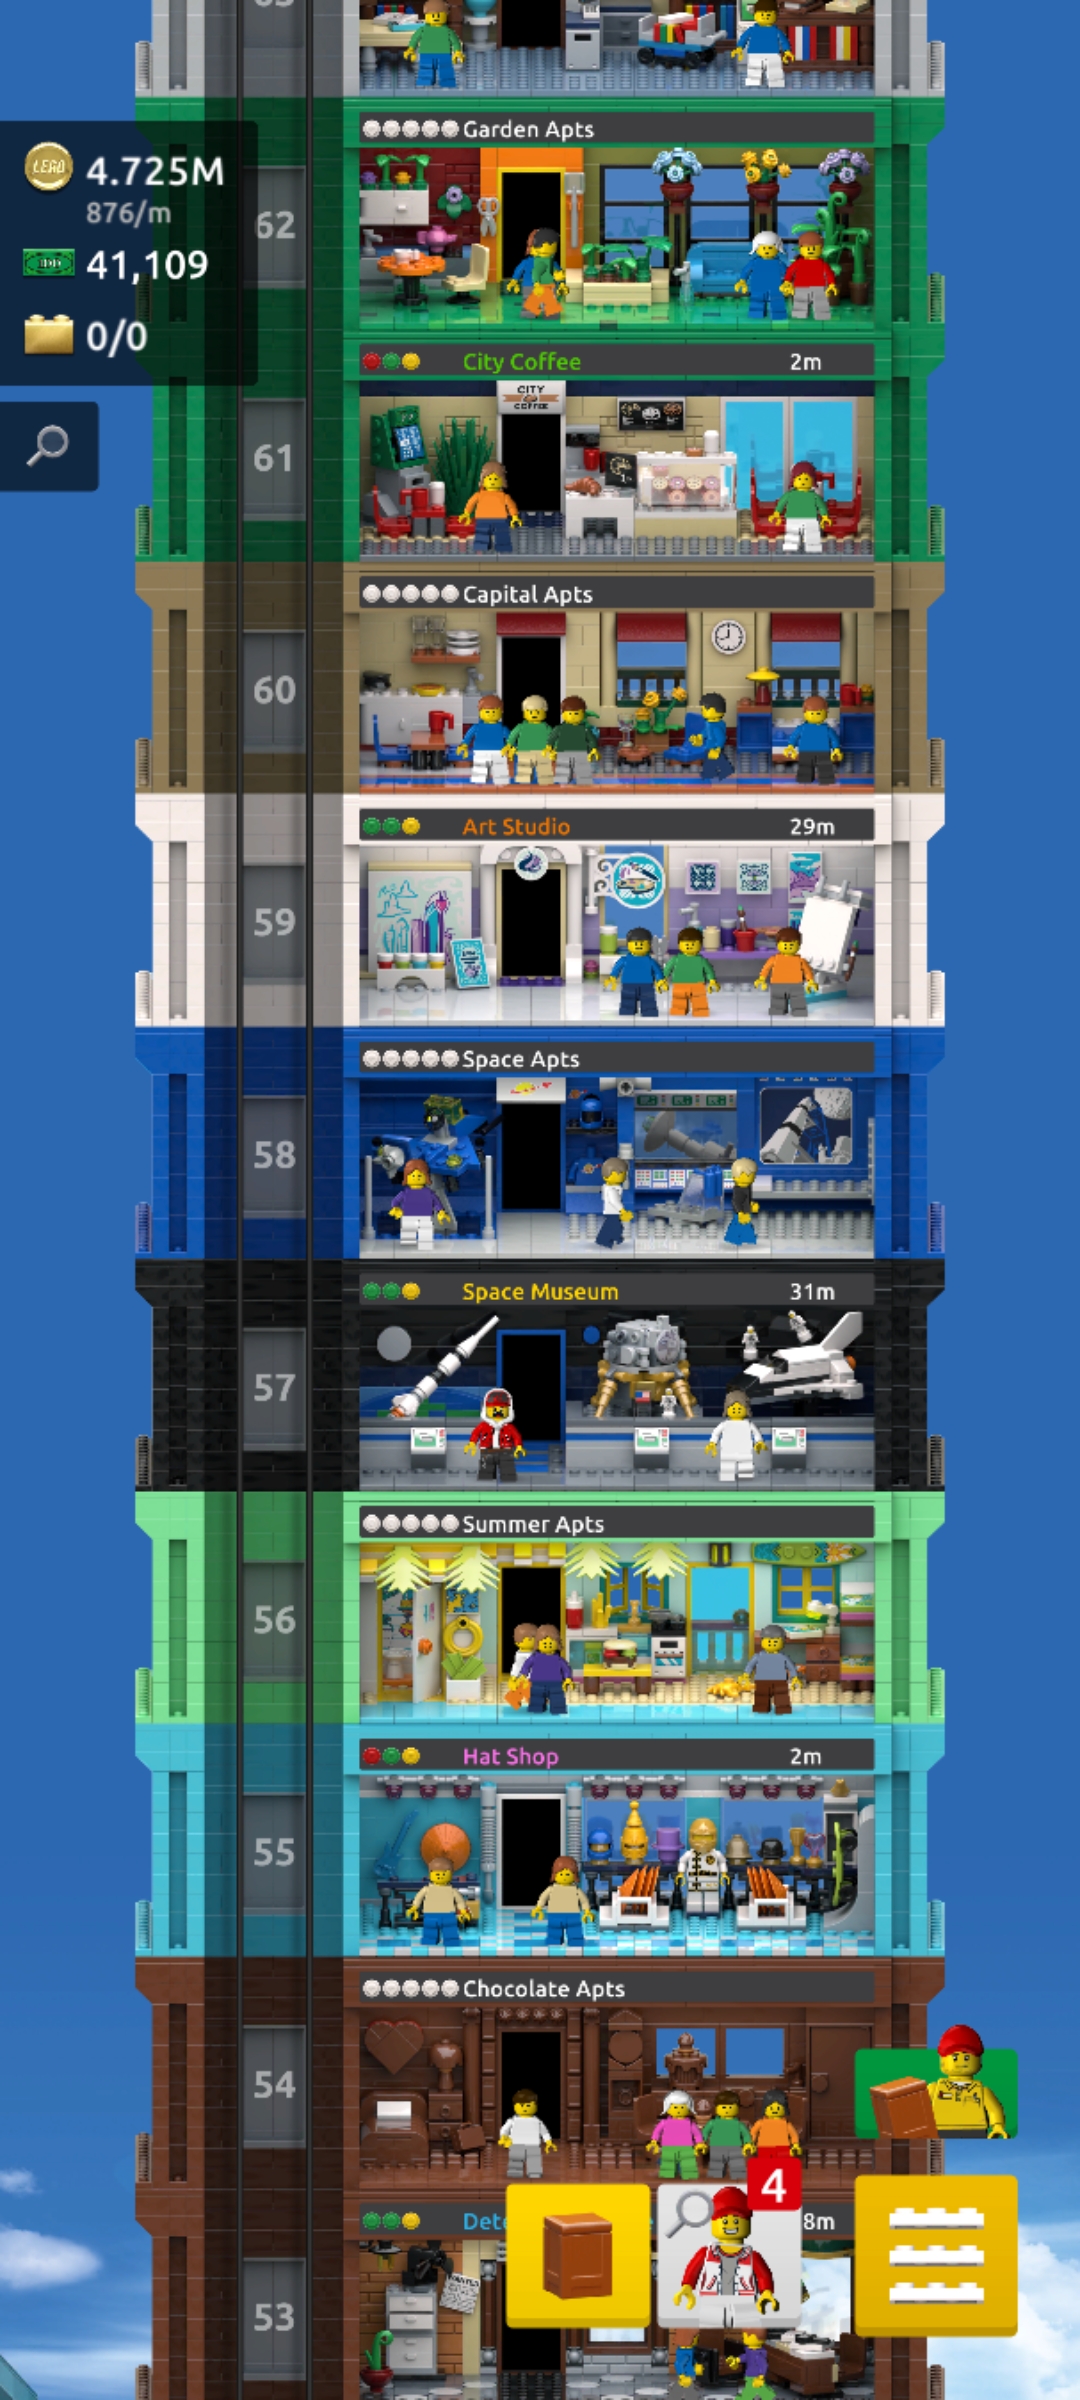 Garden Apts
LEGO
4.725M
876/m
62
41,109
0/0
City Coffee 2m
CITY
COFFEE
61
Capital Apts
60
Art Studio 29m
59
Space Apts
58
Space Museum 31m
57
Summer Apts
56
Hat Shop 2m
55
Chocolate Apts
54
4
8m
53